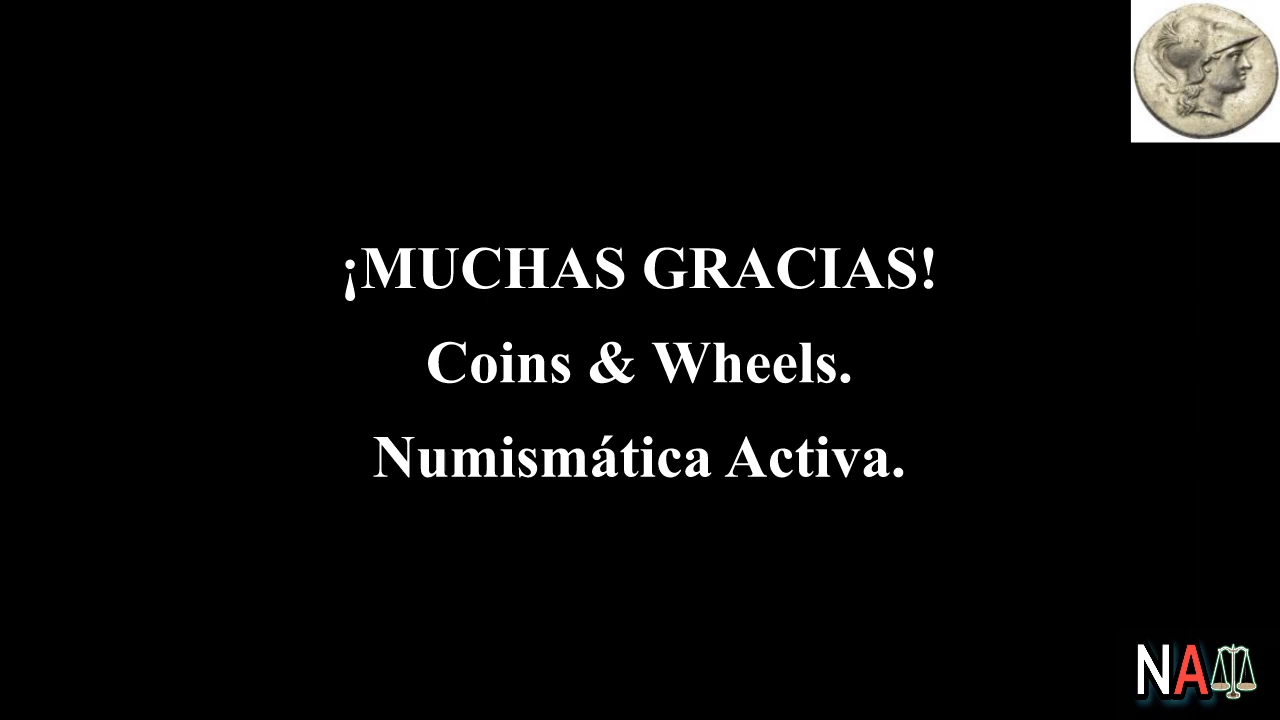 ¡MUCHAS GRACIAS!
Coins & Wheels.
Numismática Activa.
NA